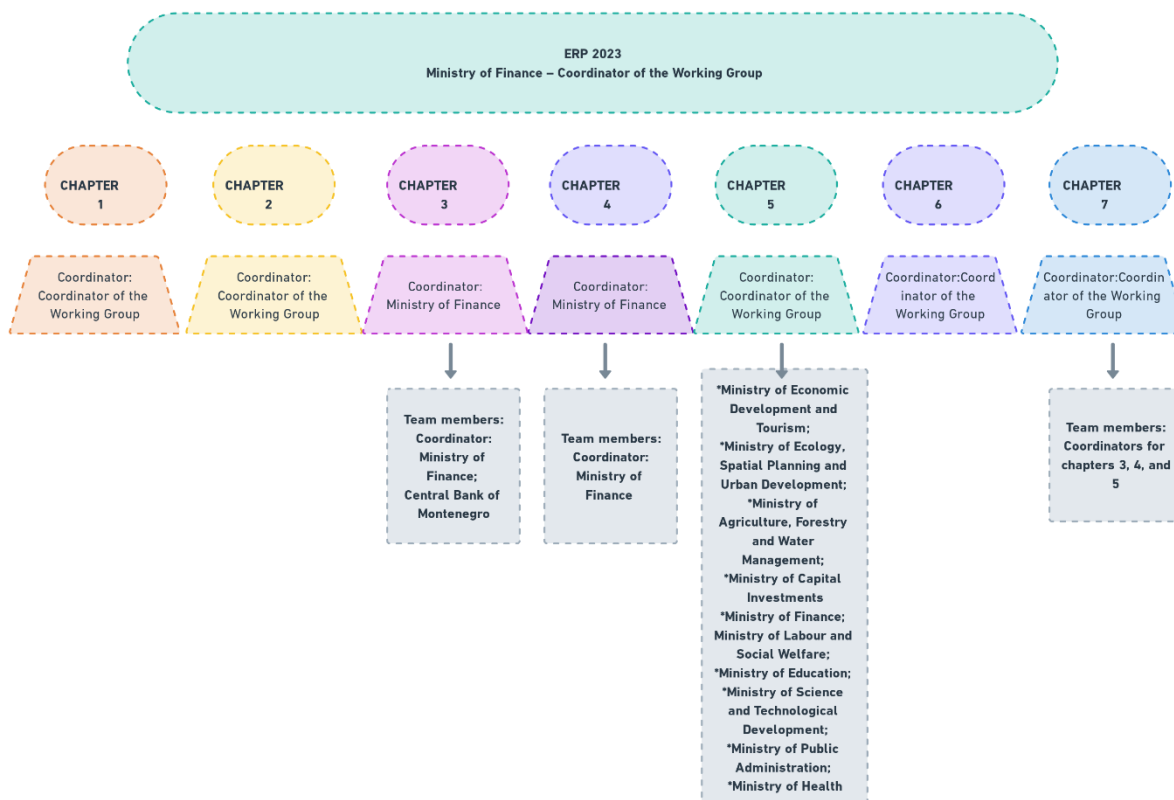 ERP 2023
Ministry of Finance – Coordinator of the Working Group
CHAPTER
1
CHAPTER
2
CHAPTER
3
CHAPTER
4
CHAPTER
5
CHAPTER
6
CHAPTER
7
Coordinator:
Coordinator of the
Working Group
Coordinator:
Coordinator of the
Working Group
Coordinator:
Ministry of Finance
Coordinator:
Ministry of Finance
Coordinator:
Coordinator of the
Working Group
Coordinator:Coord
inator of the
Working Group
Coordinator:Coordin
ator of the Working
Group
Team members:
Coordinator:
Ministry of
Finance;
Central Bank of
Montenegro
Team members:
Coordinator:
Ministry of
Finance
*Ministry of Economic
Development and
Tourism;
*Ministry of Ecology,
Spatial Planning and
Urban Development;
*Ministry of
Agriculture, Forestry
and Water
Management;
*Ministry of Capital
Investments
*Ministry of Finance;
Ministry of Labour and
Social Welfare;
*Ministry of Education;
*Ministry of Science
and Technological
Development;
*Ministry of Public
Administration;
*Ministry of Health
Team members:
Coordinators for
chapters 3, 4, and
5